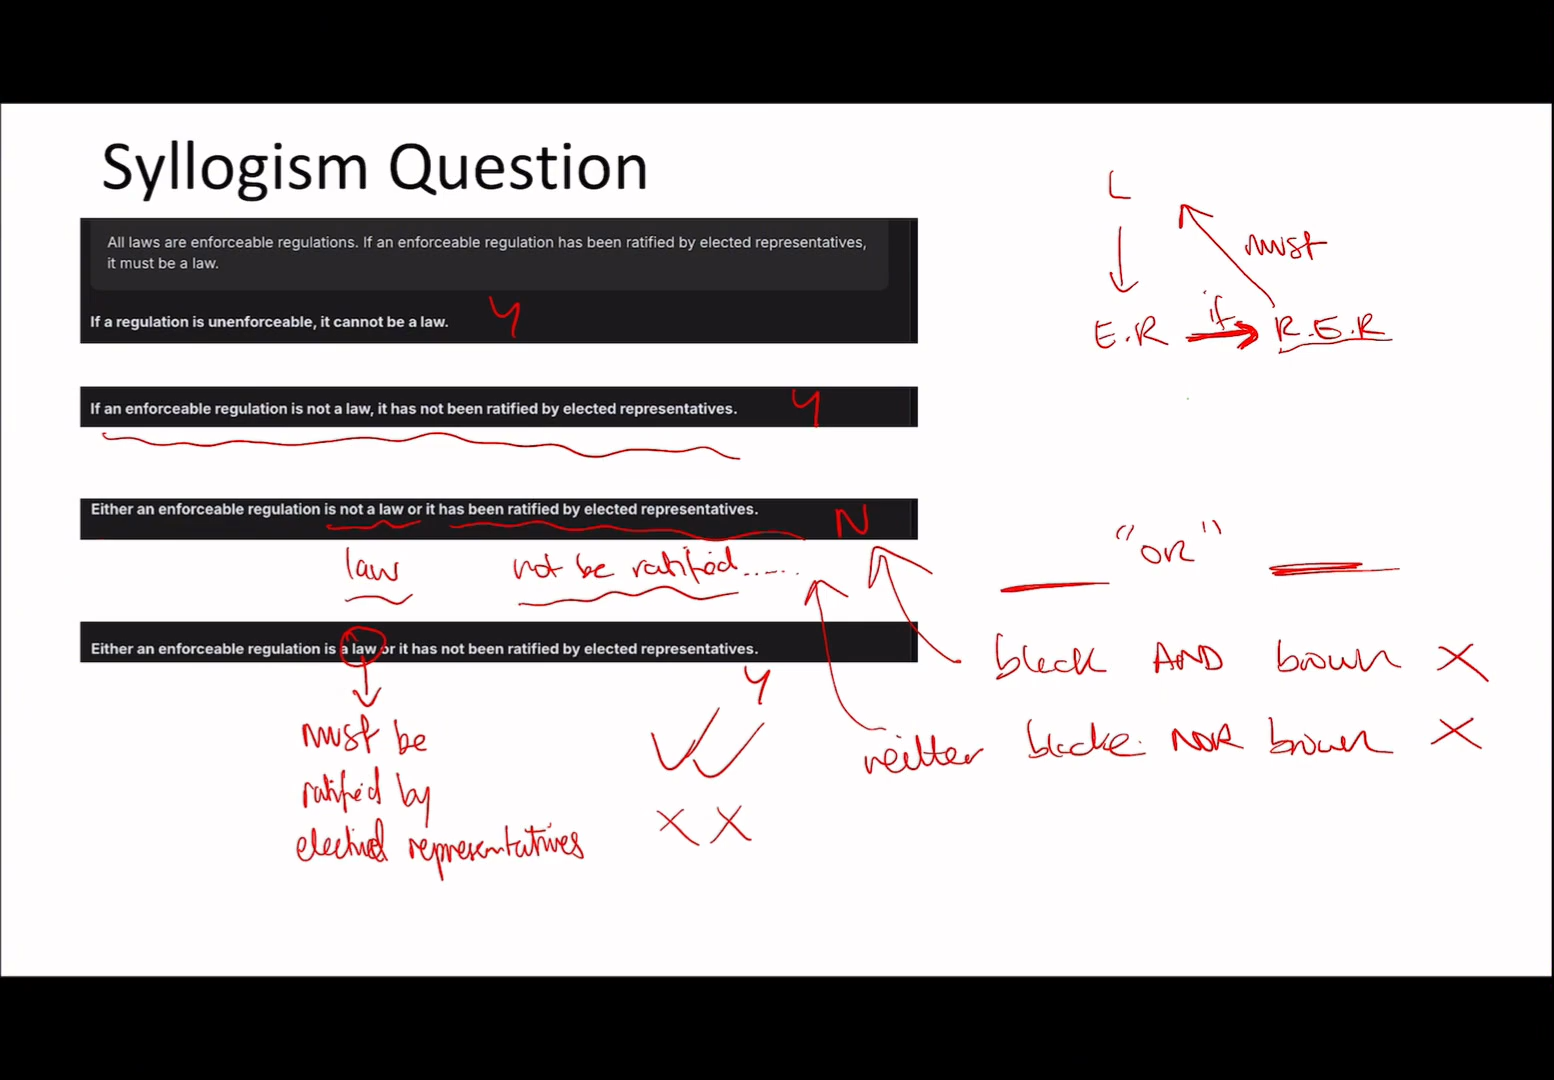 Syllogism Question
L
must
if
E.R
R.E.R
All laws are enforceable regulations. If an enforceable regulation has been ratified by elected representatives,
it must be a law.
If a regulation is unenforceable, it cannot be a law.
Y
If an enforceable regulation is not a law, it has not been ratified by elected representatives.
Y
Either an enforceable regulation is not a law or it has been ratified by elected representatives.
N
law
not be ratified.....
"OR"
Either an enforceable regulation is a law or it has not been ratified by elected representatives.
Y
black AND brown X
neither NOR brown X
must be
ratified by
elected representatives
✓✓
X X